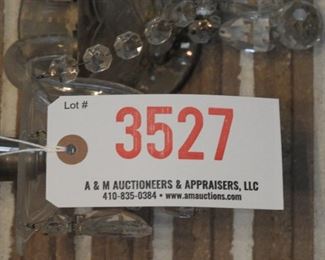 Lot #
3527
A & M AUCTIONEERS & APPRAISERS, LLC
410-835-0384 • www.amauctions.com